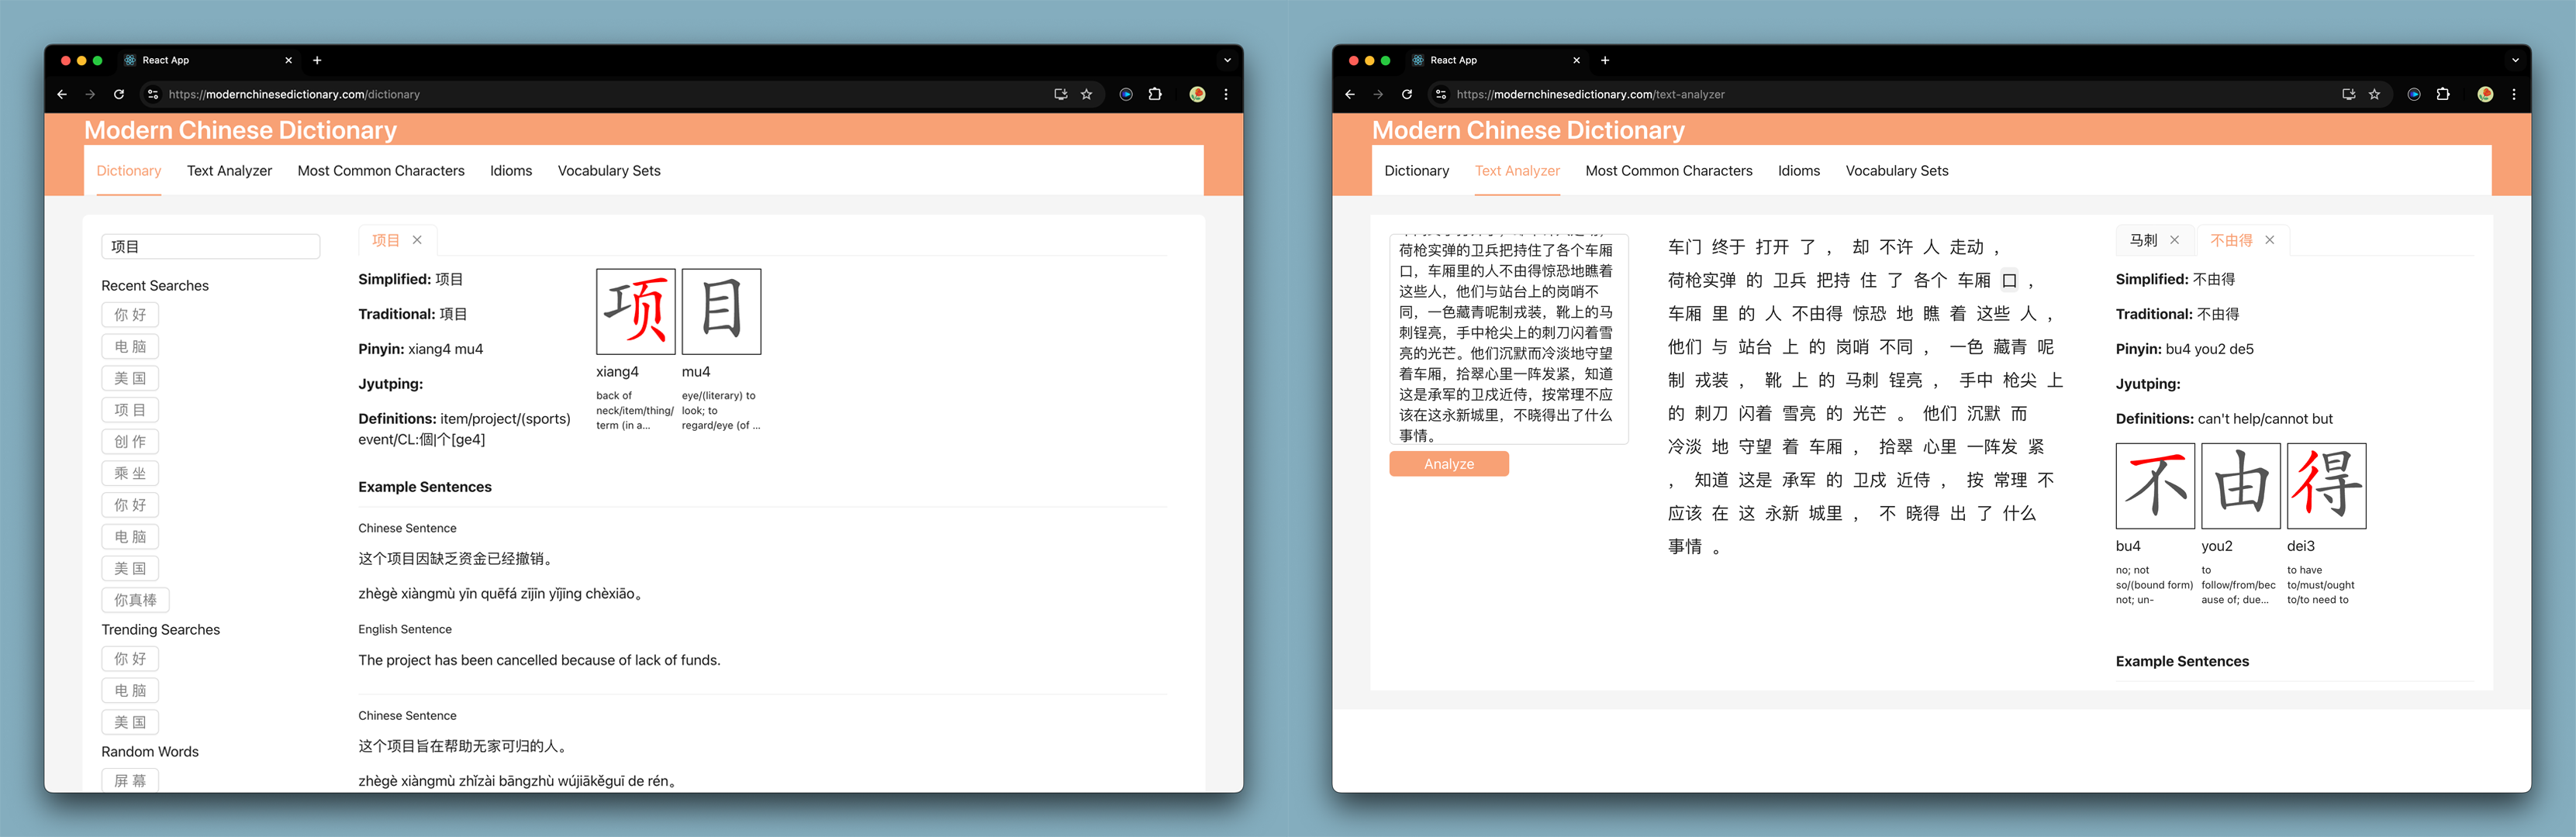 React App
https://modernchinesedictionary.com/dictionary
Modern Chinese Dictionary
Dictionary
Text Analyzer
Most Common Characters
Idioms
Vocabulary Sets
项目
Recent Searches
你 好
电 脑
美 国
项 目
创 作
乘 坐
你 好
电 脑
美 国
你真棒
Trending Searches
你 好
电 脑
美 国
Random Words
屏 幕
项目
Simplified: 项目
Traditional: 項目
Pinyin: xiang4 mu4
Jyutping:
Definitions: item/project/(sports)
event/CL:個|个[ge4]
项
目
xiang4
back of
neck/item/thing/
term (in a...
mu4
eye/(literary) to
look; to
regard/eye (of ...
Example Sentences
Chinese Sentence
这个项目因缺乏资金已经撤销。
zhègè xiàngmù yīn quēfá zījīn yǐjīng chèxiāo。
English Sentence
The project has been cancelled because of lack of funds.
Chinese Sentence
这个项目旨在帮助无家可归的人。
zhègè xiàngmù zhǐzài bāngzhù wújiākěguī de rén。
React App
https://modernchinesedictionary.com/text-analyzer
Modern Chinese Dictionary
Dictionary
Text Analyzer
Most Common Characters
Idioms
Vocabulary Sets
荷枪实弹的卫兵把持住了各个车厢
口，车厢里的人不由得惊恐地瞧着
这些人，他们与站台上的岗哨不
同，一色藏青呢制戎装，靴上的马
刺锃亮，手中枪尖上的刺刀闪着雪
亮的光芒。他们沉默而冷淡地守望
着车厢，拾翠心里一阵发紧，知道
这是承军的卫戍近侍，按常理不应
该在这永新城里，不晓得出了什么
事情。
Analyze
车门 终于 打开 了 ， 却 不许 人 走动 ，
荷枪实弹 的 卫兵 把持 住 了 各个 车厢 口 ，
车厢 里 的 人 不由得 惊恐 地 瞧 着 这些 人 ，
他们 与 站台 上 的 岗哨 不同 ， 一色 藏青 呢
制 戎装 ， 靴 上 的 马刺 锃亮 ， 手中 枪尖 上
的 刺刀 闪着 雪亮 的 光芒 。 他们 沉默 而
冷淡 地 守望 着 车厢 ， 拾翠 心里 一阵发 紧
， 知道 这是 承军 的 卫戍 近侍 ， 按 常理 不
应该 在 这 永新 城里 ， 不 晓得 出 了 什么
事情 。
马刺
不由得
Simplified: 不由得
Traditional: 不由得
Pinyin: bu4 you2 de5
Jyutping:
Definitions: can't help/cannot but
不
由
得
bu4
no; not
so/(bound form)
not; un-
you2
to
follow/from/bec
ause of; due...
dei3
to have
to/must/ought
to/to need to
Example Sentences